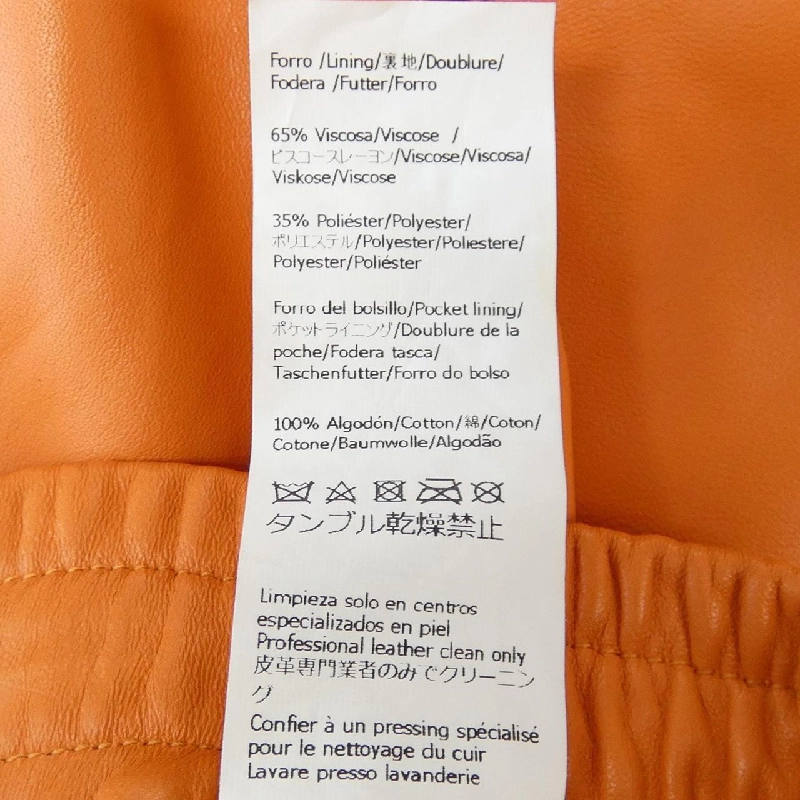 Forro /Lining/裏地/Doublure/
Fodera /Futter/Forro
65% Viscosa/Viscose /
ビスコースレーヨン/Viscose/Viscosa/
Viskose/Viscose
35% Poliéster/Polyester/
ポリエステル/Polyester/Poliestere/
Polyester/Poliéster
Forro del bolsillo/Pocket lining/
ポケットライニング/Doublure de la
poche/Fodera tasca/
Taschenfutter/Forro do bolso
100% Algodón/Cotton/綿/Coton/
Cotone/Baumwolle/Algodão
タンブル乾燥禁止
Limpieza solo en centros
especializados en piel
Professional leather clean only
皮革専門業者のみでクリーニン
グ
Confier à un pressing spécialisé
pour le nettoyage du cuir
Lavare presso lavanderie